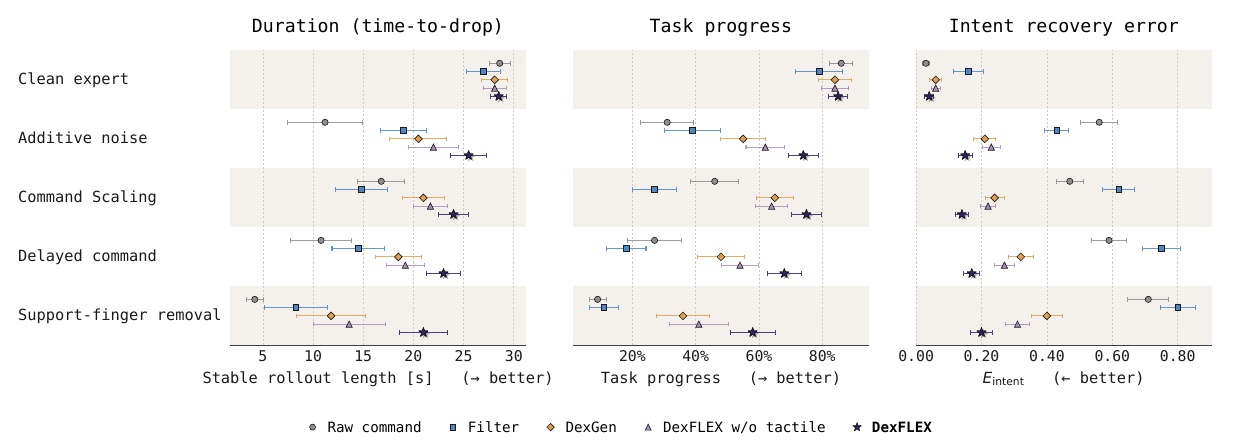 Duration (time-to-drop)
Task progress
Intent recovery error
Clean expert
Additive noise
Command Scaling
Delayed command
Support-finger removal
5 10 15 20 25 30
20% 40% 60% 80%
0.00 0.20 0.40 0.60 0.80
Stable rollout length [s] (→ better)
Task progress (→ better)
E_intent (← better)
Raw command Filter DexGen DexFLEX w/o tactile DexFLEX